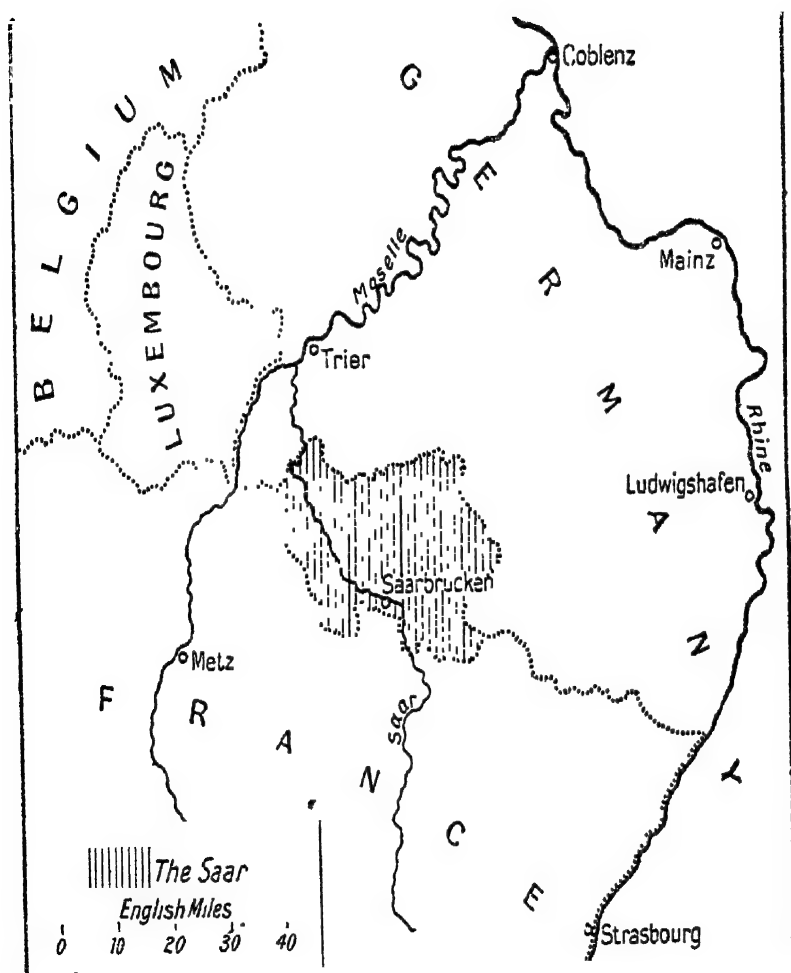 Coblenz
BELGIUM
GERMANY
LUXEMBOURG
Moselle
Mainz
Trier
Rhine
Ludwigshafen
Saarbrucken
Metz
Saar
FRANCE
The Saar
English Miles
0 10 20 30 40
Strasbourg